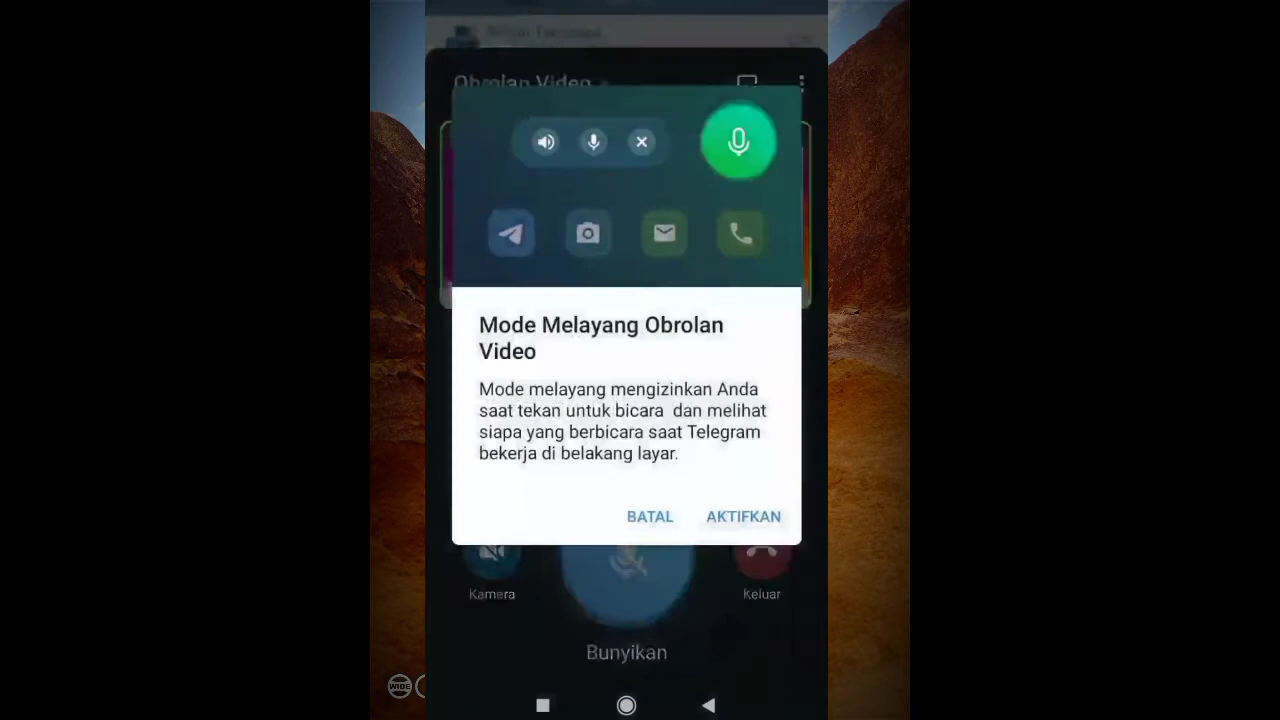 Obrolan Video
Mode Melayang Obrolan
Video
Mode melayang mengizinkan Anda
saat tekan untuk bicara dan melihat
siapa yang berbicara saat Telegram
bekerja di belakang layar.
BATAL
AKTIFKAN
Kamera
Keluar
Bunyikan
WIDE